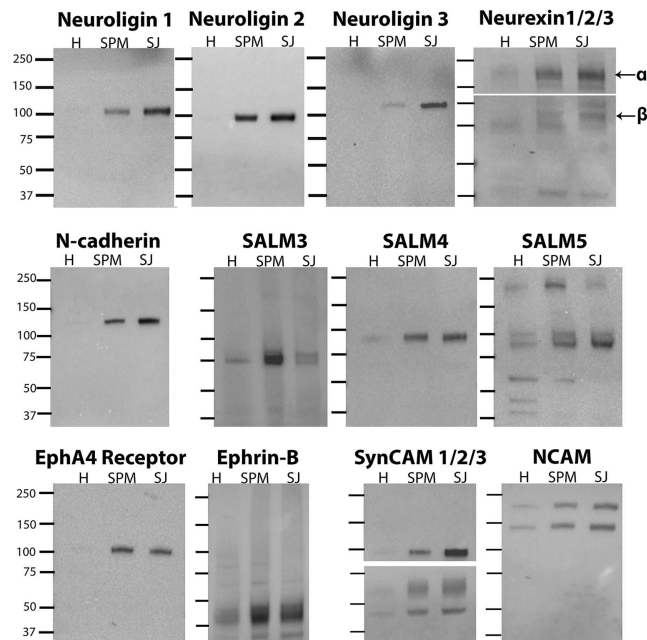 Neuroligin 1 Neuroligin 2 Neuroligin 3 Neurexin1/2/3
H SPM SJ H SPM SJ H SPM SJ H SPM SJ
250
150
100
75
50
37
←α
←β
N-cadherin SALM3 SALM4 SALM5
H SPM SJ H SPM SJ H SPM SJ H SPM SJ
250
150
100
75
50
37
EphA4 Receptor Ephrin-B SynCAM 1/2/3 NCAM
H SPM SJ H SPM SJ H SPM SJ H SPM SJ
250
150
100
75
50
37